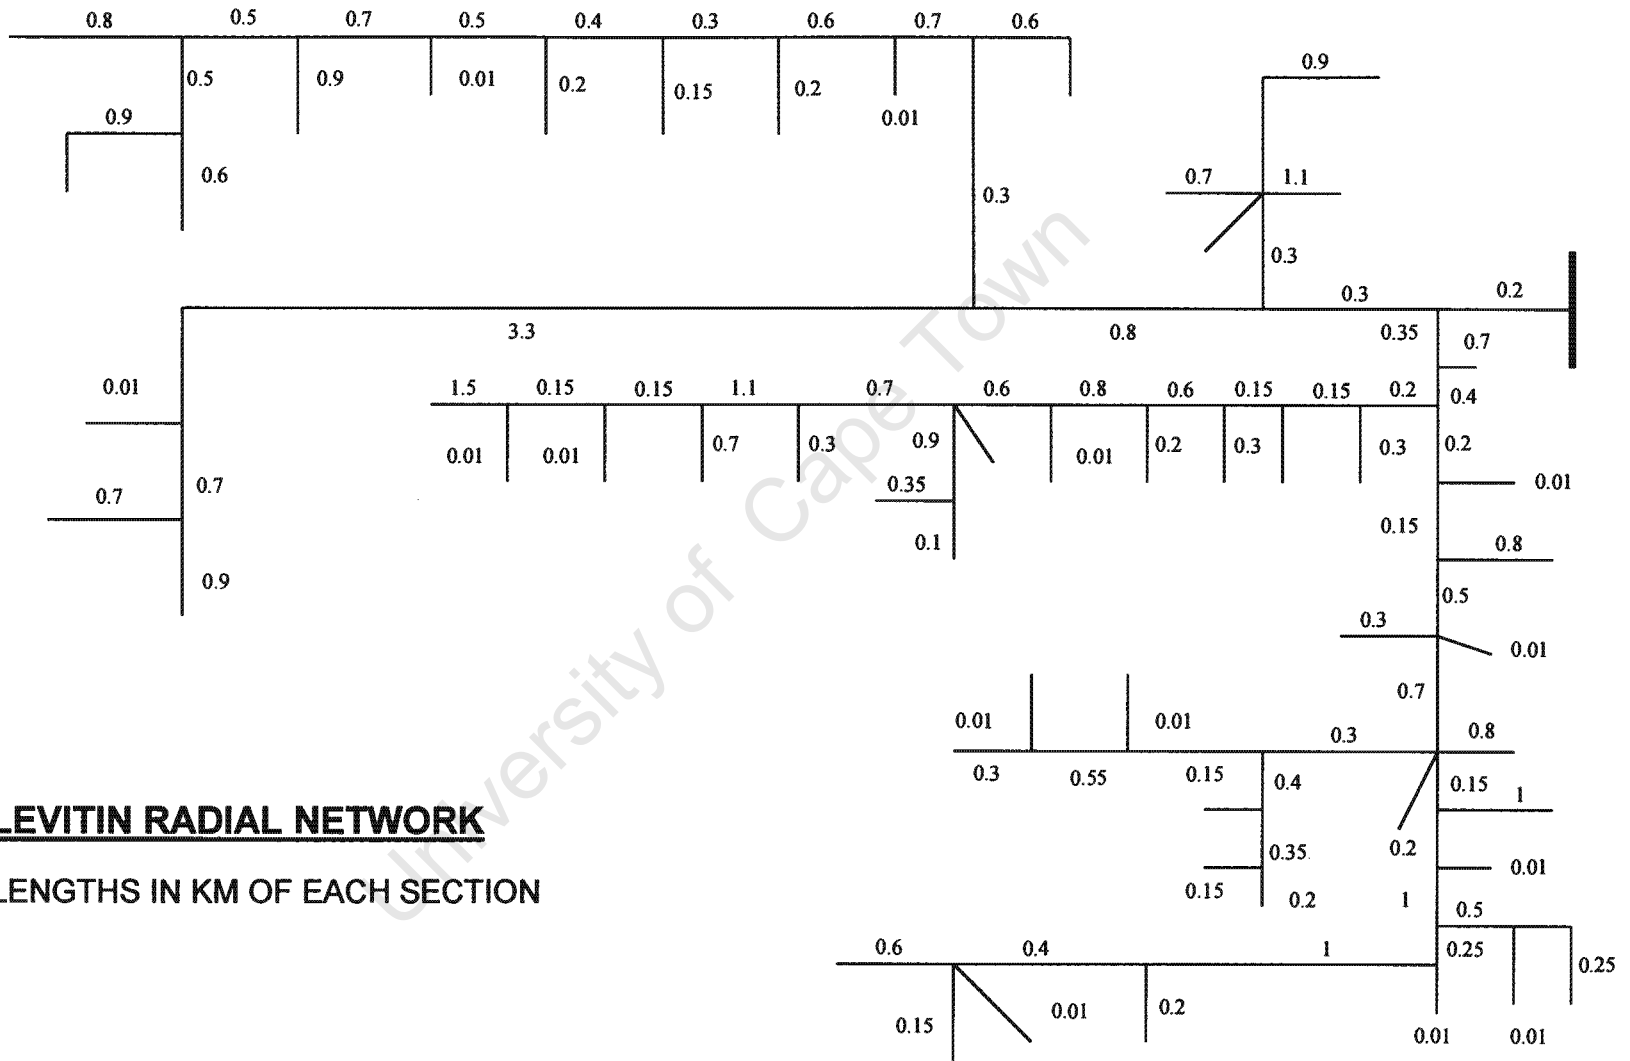 0.8 0.5 0.7 0.5 0.4 0.3 0.6 0.7 0.6
0.9
0.5 0.9 0.01 0.2 0.15 0.2 0.01
0.9
0.6
0.3
0.7 1.1
0.3
0.3 0.2
3.3 0.8 0.35 0.7
0.01
1.5 0.15 0.15 1.1 0.7 0.6 0.8 0.6 0.15 0.15 0.2 0.4
0.01 0.01 0.7 0.3 0.9 0.01 0.2 0.3 0.3 0.2
0.35 0.01
0.7 0.7
0.15
0.1 0.8
0.9
0.5
0.3
0.01
0.7
0.01 0.01 0.3 0.8
0.3 0.55 0.15 0.4 0.15 1
LEVITIN RADIAL NETWORK
0.35 0.2 0.01
LENGTHS IN KM OF EACH SECTION
0.15 0.2 1 0.5
0.6 0.4 1 0.25 0.25
0.15 0.01 0.2
0.01 0.01
University of Cape Town